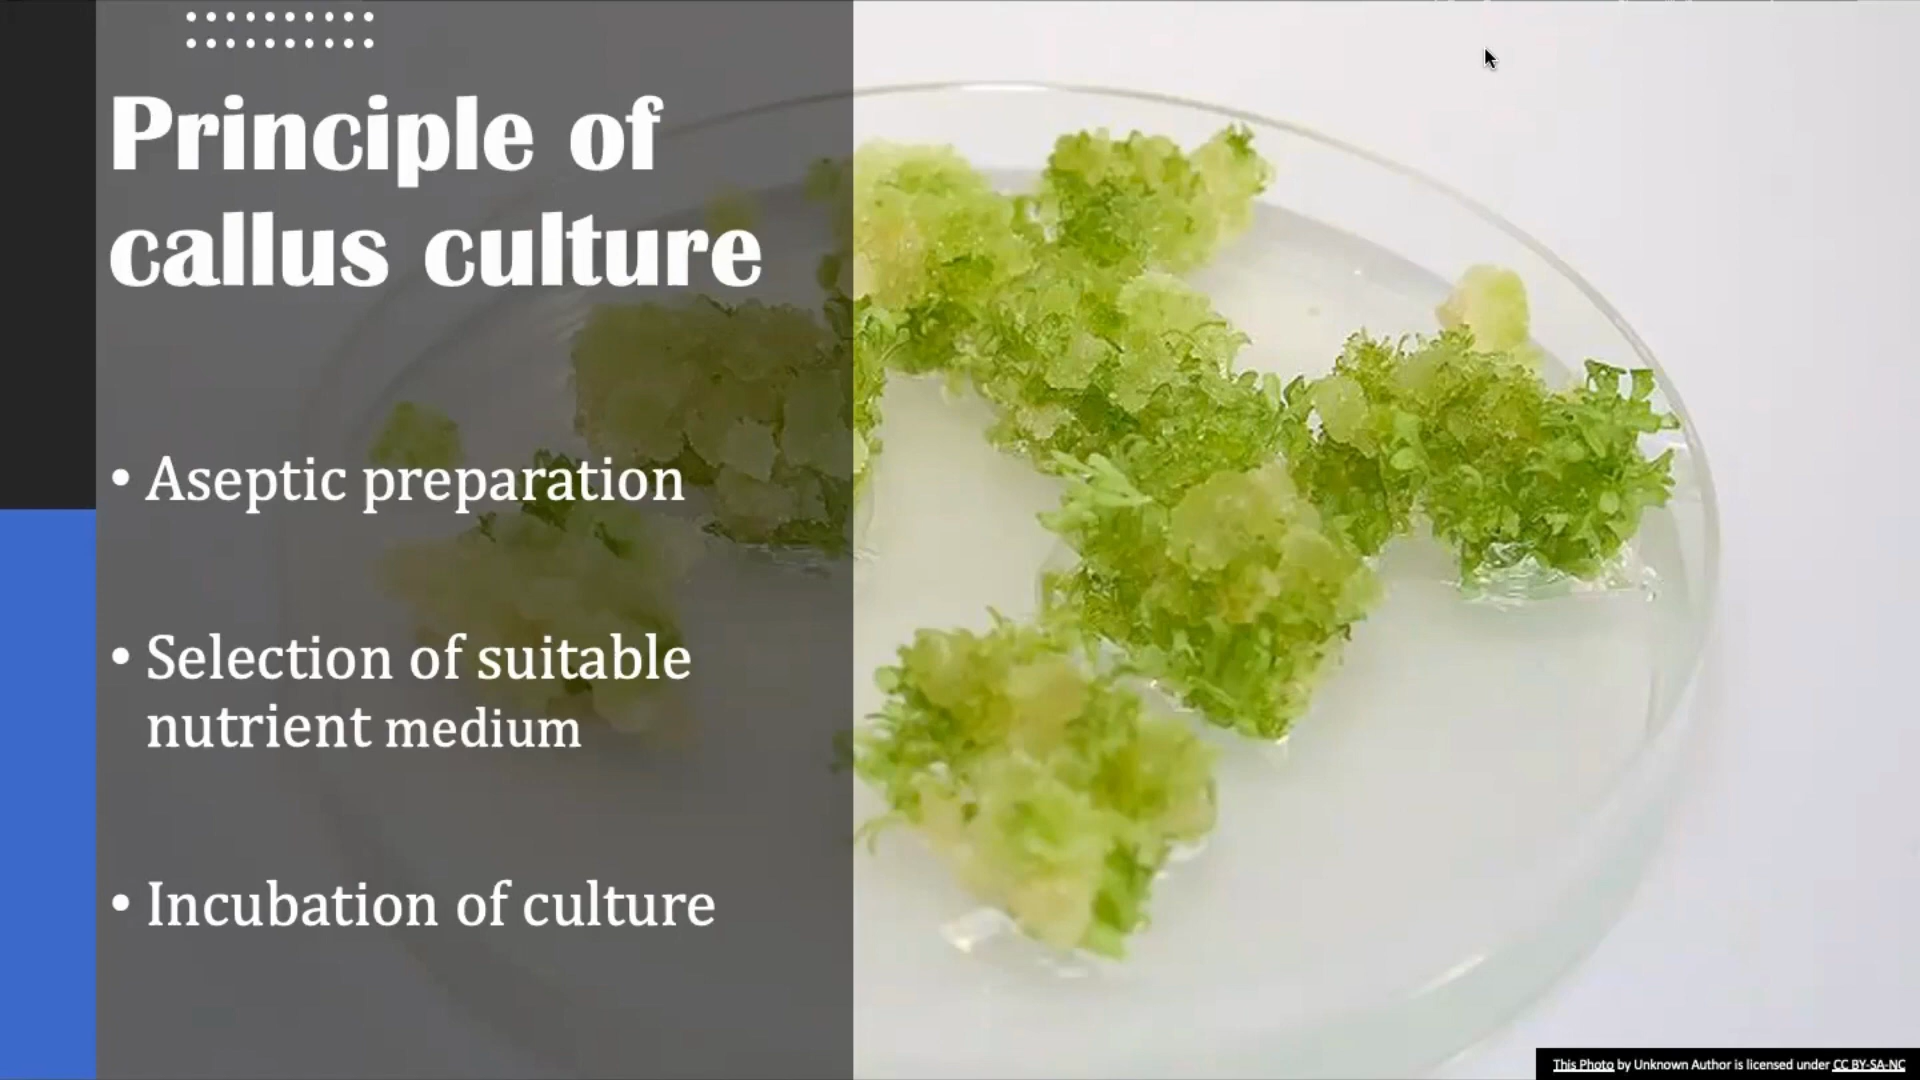 Principle of
callus culture
• Aseptic preparation
• Selection of suitable
nutrient medium
• Incubation of culture
This Photo by Unknown Author is licensed under CC BY-SA-NC